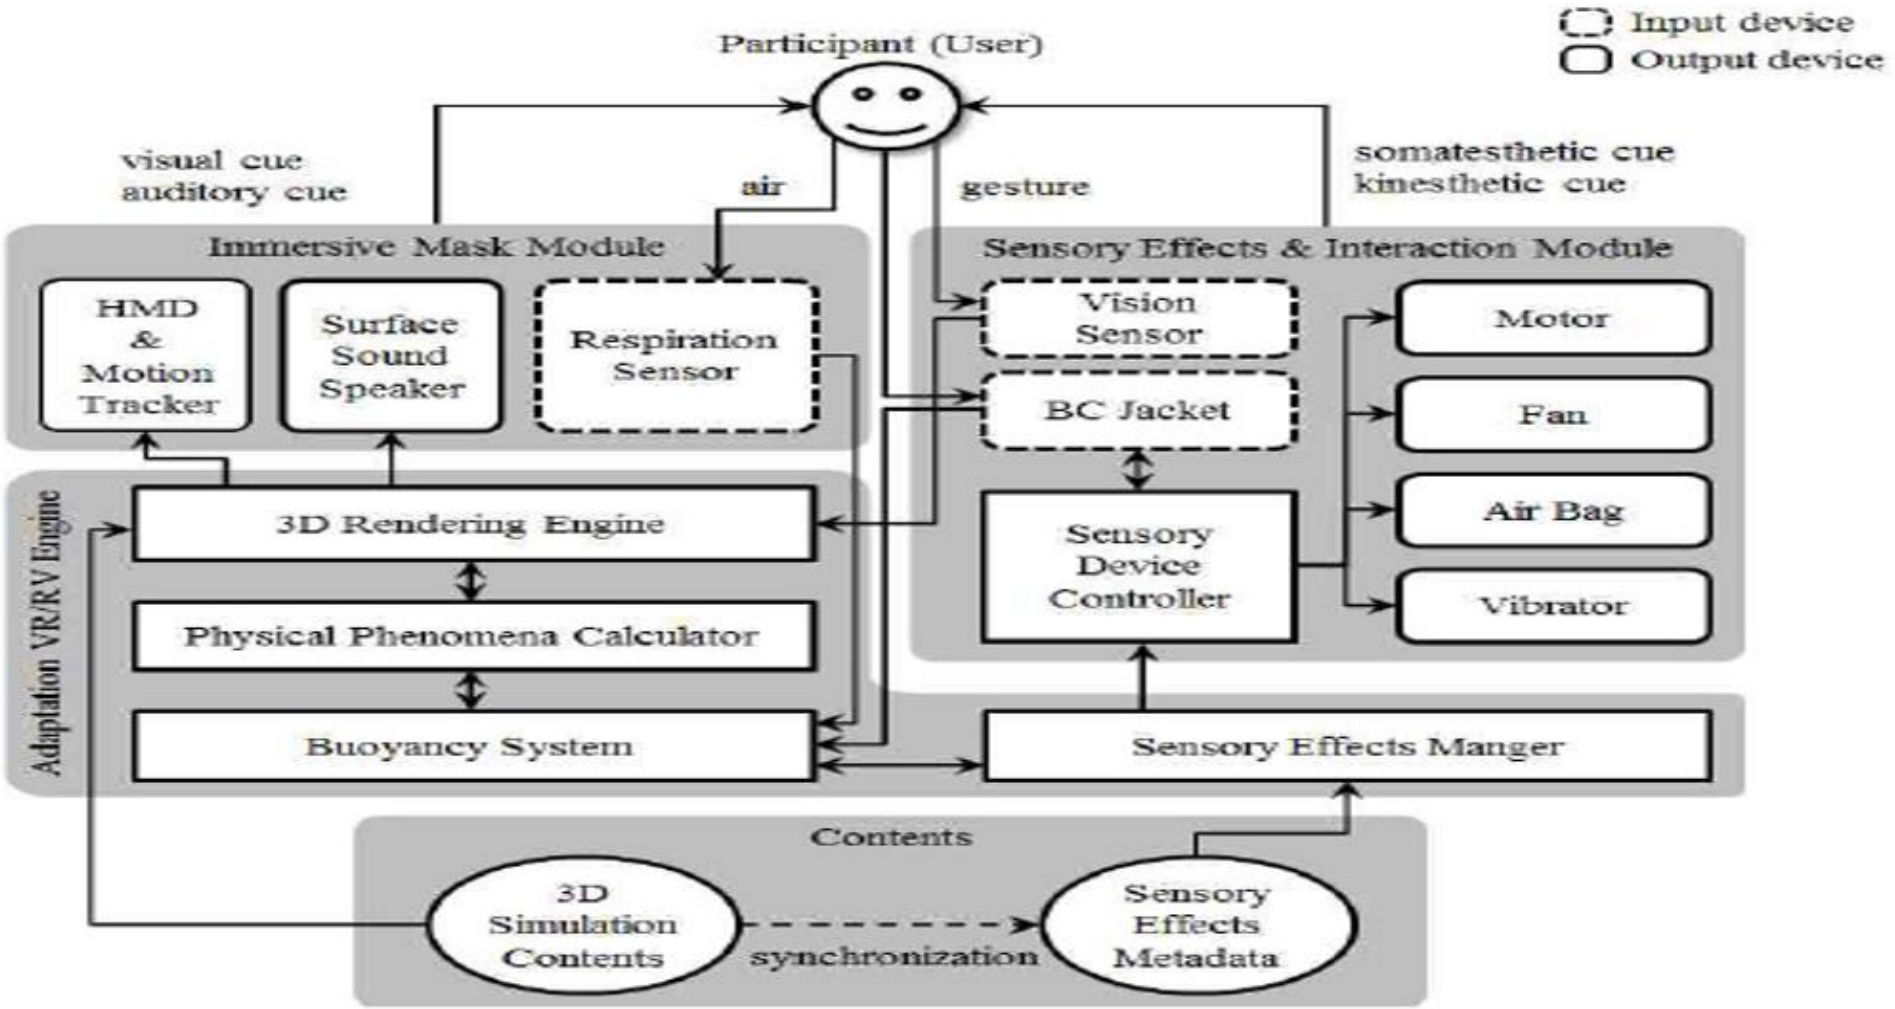 Input device
Output device
Participant (User)
visual cue
auditory cue
air
gesture
somatesthetic cue
kinesthetic cue
Immersive Mask Module
HMD
&
Motion
Tracker
Surface
Sound
Speaker
Respiration
Sensor
Sensory Effects & Interaction Module
Vision
Sensor
BC Jacket
Sensory
Device
Controller
Motor
Fan
Air Bag
Vibrator
Adaptation VR/RV Engine
3D Rendering Engine
Physical Phenomena Calculator
Buoyancy System
Sensory Effects Manger
Contents
3D
Simulation
Contents
synchronization
Sensory
Effects
Metadata